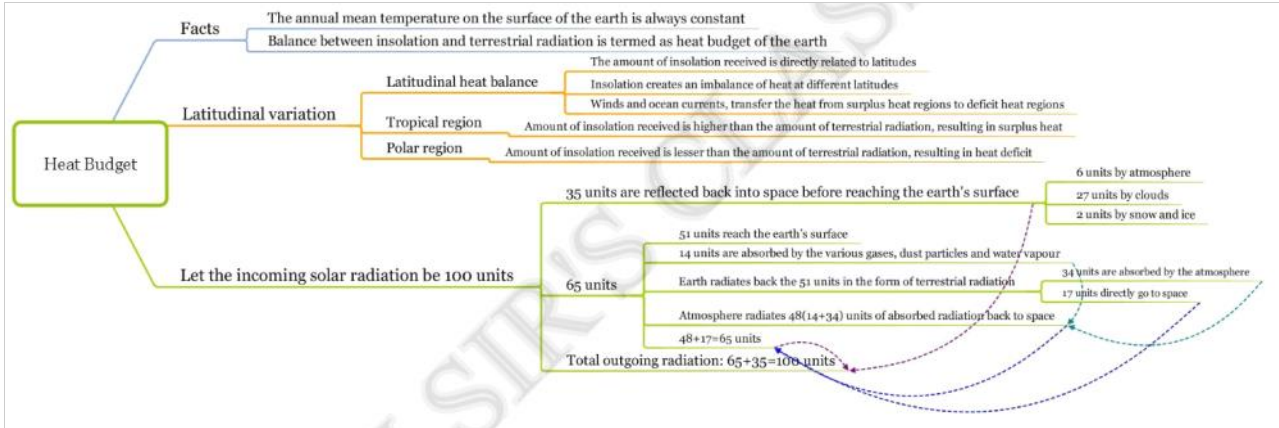 Facts
The annual mean temperature on the surface of the earth is always constant
Balance between insolation and terrestrial radiation is termed as heat budget of the earth
Latitudinal variation
Latitudinal heat balance
The amount of insolation received is directly related to latitudes
Insolation creates an imbalance of heat at different latitudes
Winds and ocean currents, transfer the heat from surplus heat regions to deficit heat regions
Tropical region
Amount of insolation received is higher than the amount of terrestrial radiation, resulting in surplus heat
Polar region
Amount of insolation received is lesser than the amount of terrestrial radiation, resulting in heat deficit
Heat Budget
Let the incoming solar radiation be 100 units
35 units are reflected back into space before reaching the earth's surface
6 units by atmosphere
27 units by clouds
2 units by snow and ice
65 units
51 units reach the earth's surface
14 units are absorbed by the various gases, dust particles and water vapour
Earth radiates back the 51 units in the form of terrestrial radiation
34 units are absorbed by the atmosphere
17 units directly go to space
Atmosphere radiates 48(14+34) units of absorbed radiation back to space
48+17=65 units
Total outgoing radiation: 65+35=100 units
SIR'S CLAS